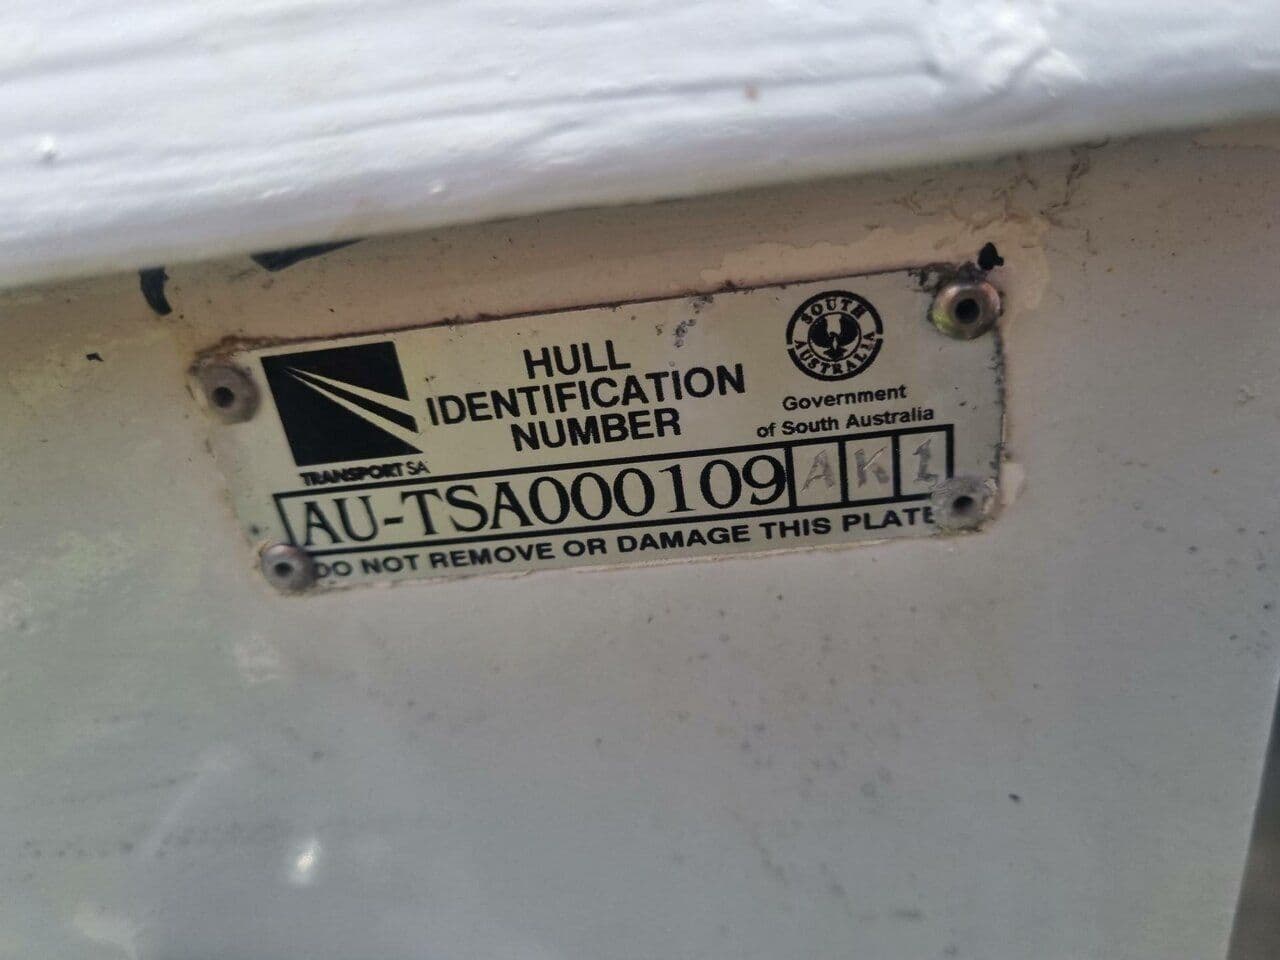 HULL
IDENTIFICATION
NUMBER
TRANSPORT SA
SOUTH AUSTRALIA
Government
of South Australia
AU-TSA000109AK1
DO NOT REMOVE OR DAMAGE THIS PLATE